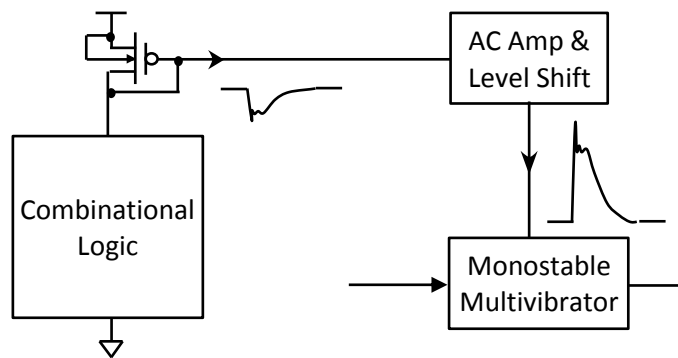 AC Amp &
Level Shift
Combinational
Logic
Monostable
Multivibrator